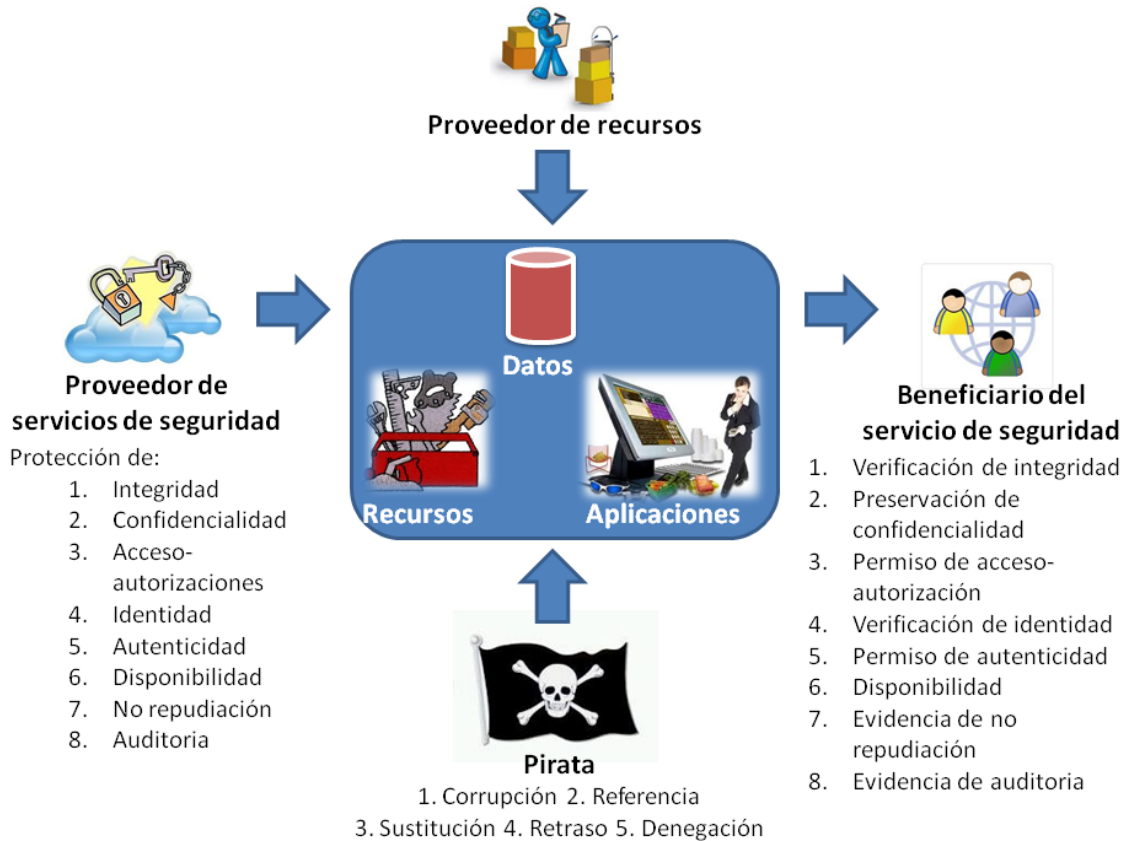 Proveedor de recursos
Datos
Recursos
Aplicaciones
Proveedor de
servicios de seguridad
Protección de:
1. Integridad
2. Confidencialidad
3. Acceso-
autorizaciones
4. Identidad
5. Autenticidad
6. Disponibilidad
7. No repudiación
8. Auditoria
Beneficiario del
servicio de seguridad
1. Verificación de integridad
2. Preservación de
confidencialidad
3. Permiso de acceso-
autorización
4. Verificación de identidad
5. Permiso de autenticidad
6. Disponibilidad
7. Evidencia de no
repudiación
8. Evidencia de auditoria
Pirata
1. Corrupción 2. Referencia
3. Sustitución 4. Retraso 5. Denegación